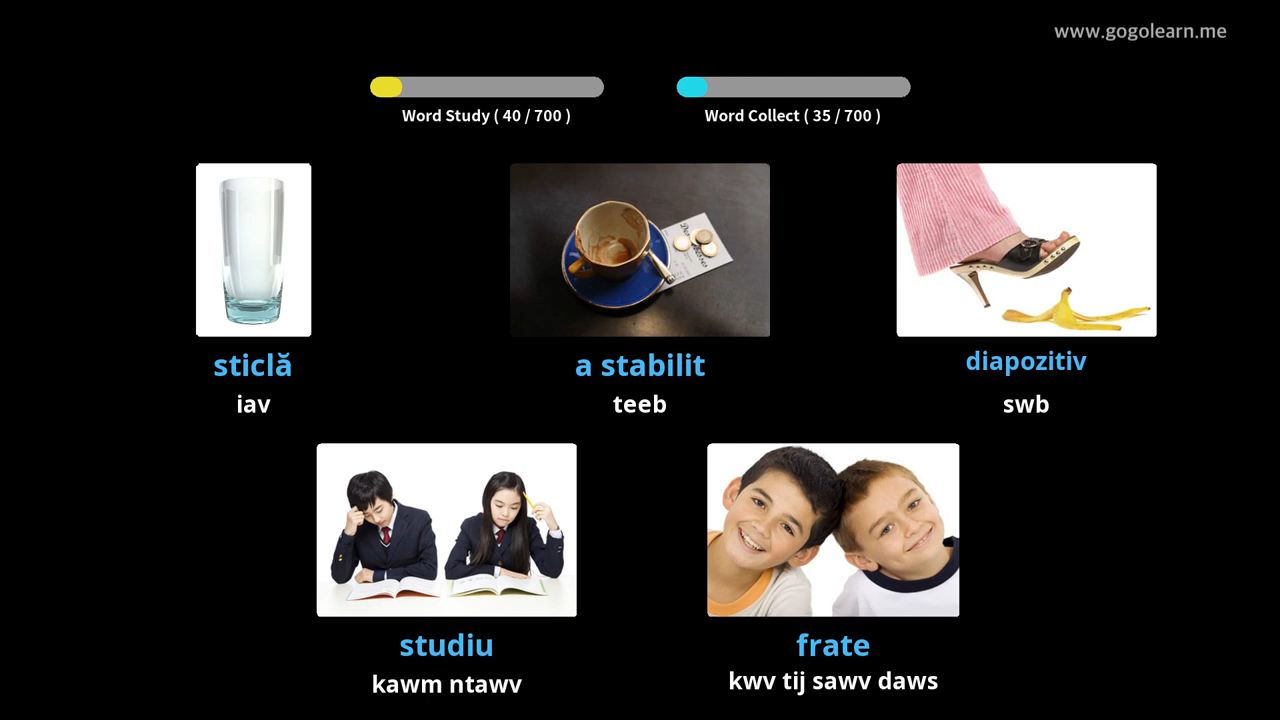 www.gogolearn.me
Word Study ( 40 / 700 )
Word Collect ( 35 / 700 )
sticlă
a stabilit
diapozitiv
iav
teeb
swb
studiu
frate
kawm ntawv
kwv tij sawv daws